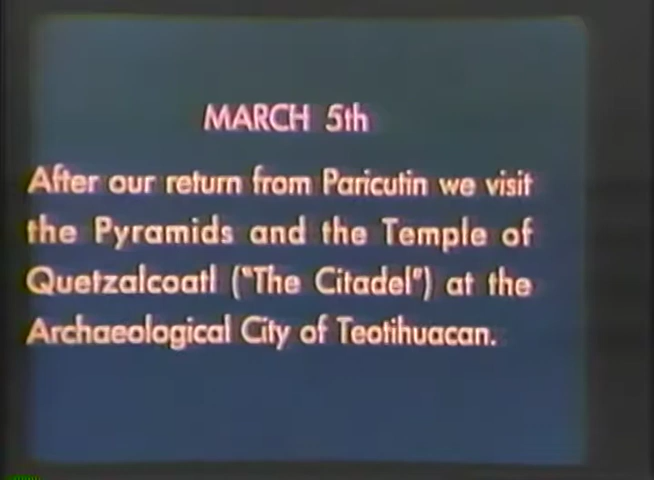 MARCH 5th
After our return from Paricutin we visit
the Pyramids and the Temple of
Quetzalcoatl ("The Citadel") at the
Archaeological City of Teotihuacan.